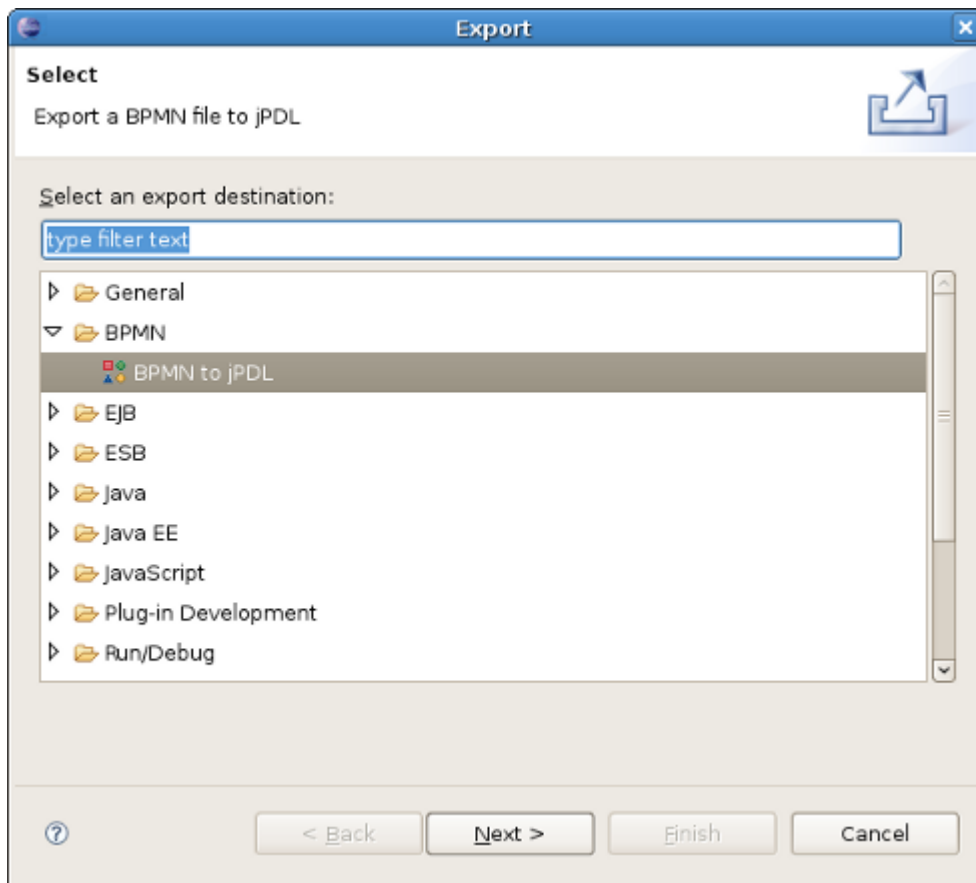 Export
Select
Export a BPMN file to jPDL
Select an export destination:
type filter text
General
BPMN
BPMN to jPDL
EJB
ESB
Java
Java EE
JavaScript
Plug-in Development
Run/Debug
? < Back Next > Finish Cancel